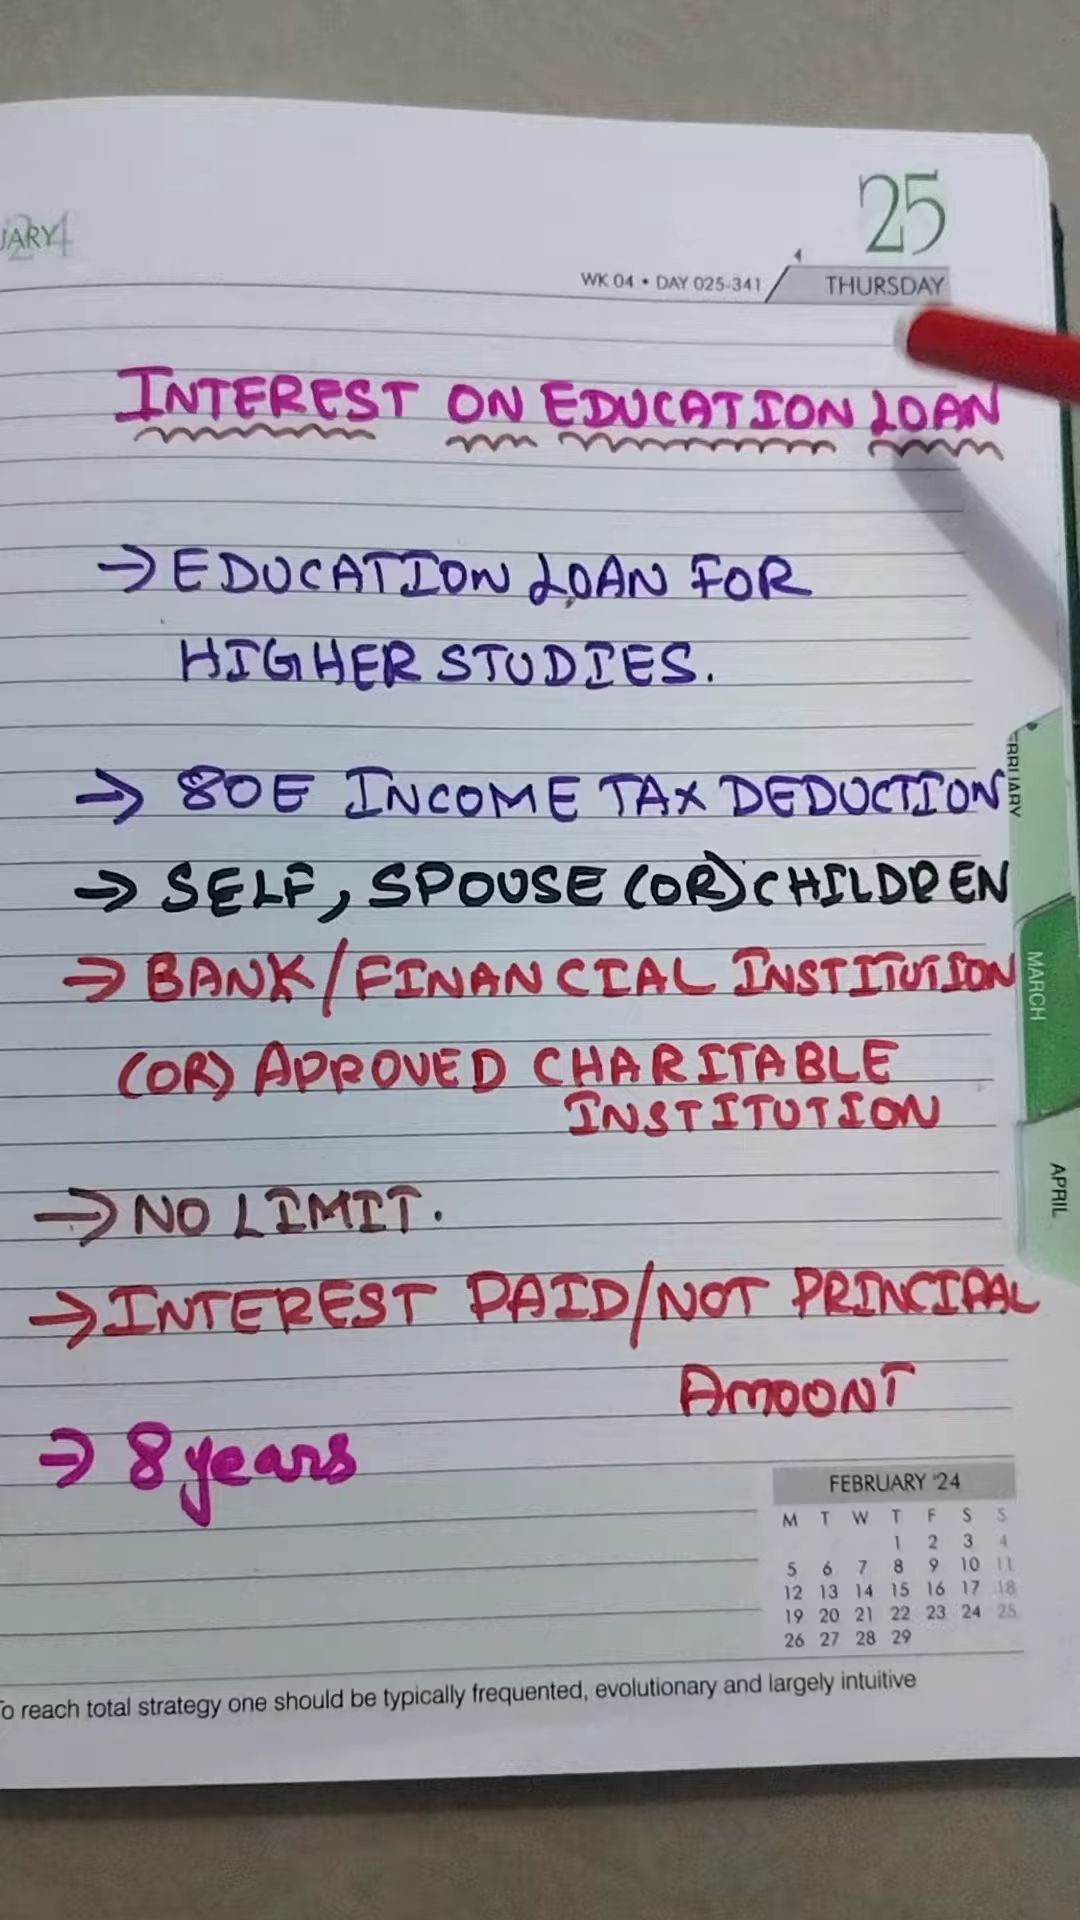 25
WK 04 • DAY 025-341
THURSDAY
INTEREST ON EDUCATION LOAN
→ EDUCATION LOAN FOR
HIGHER STUDIES.
→ 80E INCOME TAX DEDUCTION
→ SELF, SPOUSE (OR) CHILDREN
→ BANK/FINANCIAL INSTITUTION
(OR) APPROVED CHARITABLE
INSTITUTION
→ NO LIMIT.
→ INTEREST PAID/NOT PRINCIPAL
AMOONT
→ 8 years
MARCH
APRIL
FEBRUARY '24
M T W T F S S
1 2 3 4
5 6 7 8 9 10 11
12 13 14 15 16 17 18
19 20 21 22 23 24 25
26 27 28 29
To reach total strategy one should be typically frequented, evolutionary and largely intuitive